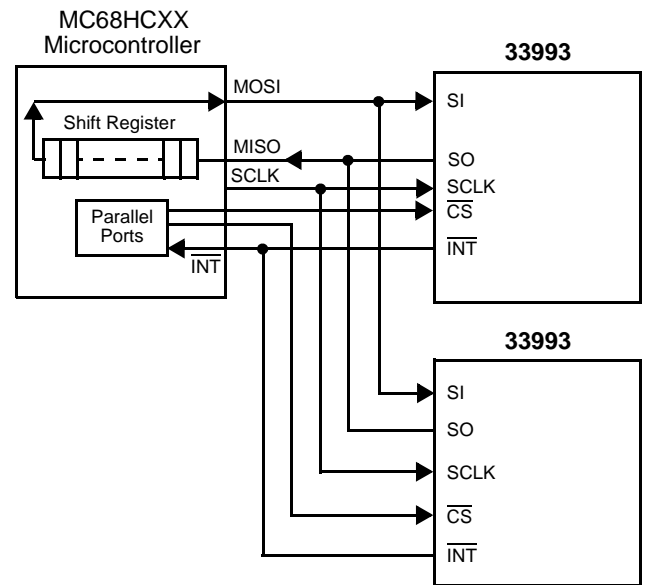 MC68HCXX
Microcontroller
33993
MOSI
SI
Shift Register
MISO
SO
SCLK
SCLK
CS
Parallel
Ports
INT
INT
33993
SI
SO
SCLK
CS
INT